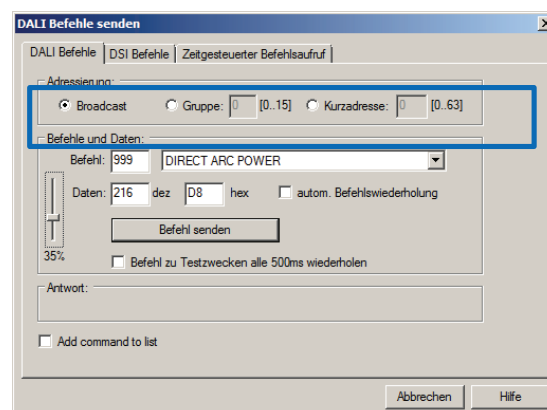 DALI Befehle senden
DALI Befehle DSI Befehle Zeitgesteuerter Befehlsaufruf
Adressierung:
Broadcast Gruppe: 0 [0..15] Kurzadresse: 0 [0..63]
Befehle und Daten:
Befehl: 999 DIRECT ARC POWER
Daten: 216 dez D8 hex autom. Befehlswiederholung
Befehl senden
35% Befehl zu Testzwecken alle 500ms wiederholen
Antwort:
Add command to list
Abbrechen Hilfe